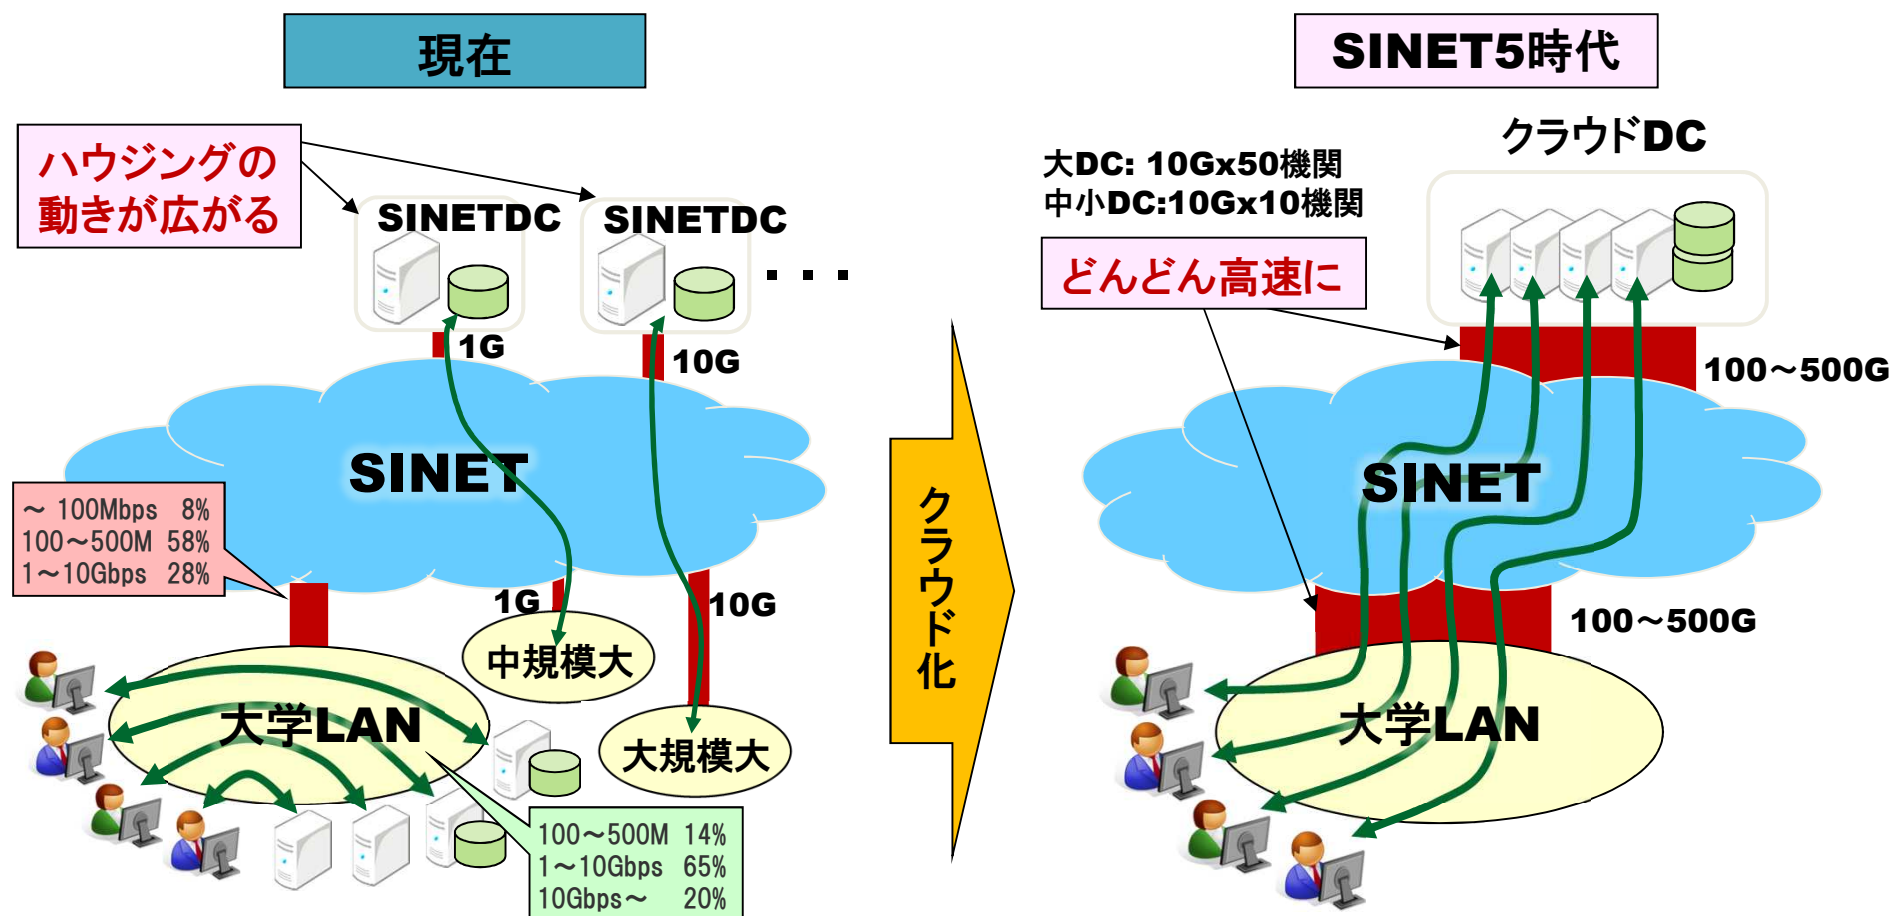 現在
ハウジングの
動きが広がる
SINETDC
SINETDC
・・・
1G
10G
SINET
～ 100Mbps 8%
100～500M 58%
1～10Gbps 28%
1G
10G
中規模大
大規模大
大学LAN
100～500M 14%
1～10Gbps 65%
10Gbps～ 20%
クラウド化
SINET5時代
クラウドDC
大DC: 10Gx50機関
中小DC:10Gx10機関
どんどん高速に
100～500G
SINET
100～500G
大学LAN